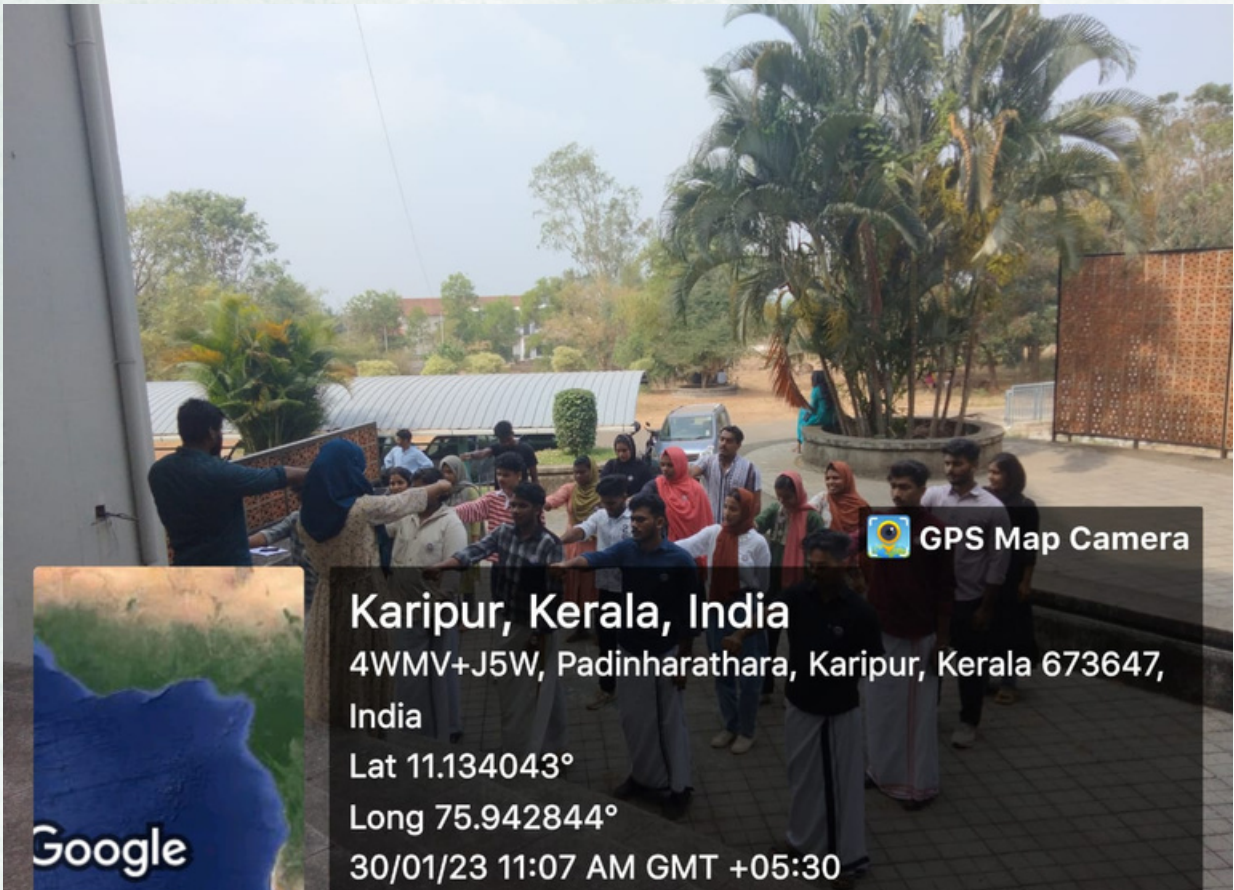 GPS Map Camera
Karipur, Kerala, India
4WMV+J5W, Padinharathara, Karipur, Kerala 673647,
India
Lat 11.134043°
Long 75.942844°
30/01/23 11:07 AM GMT +05:30
Google